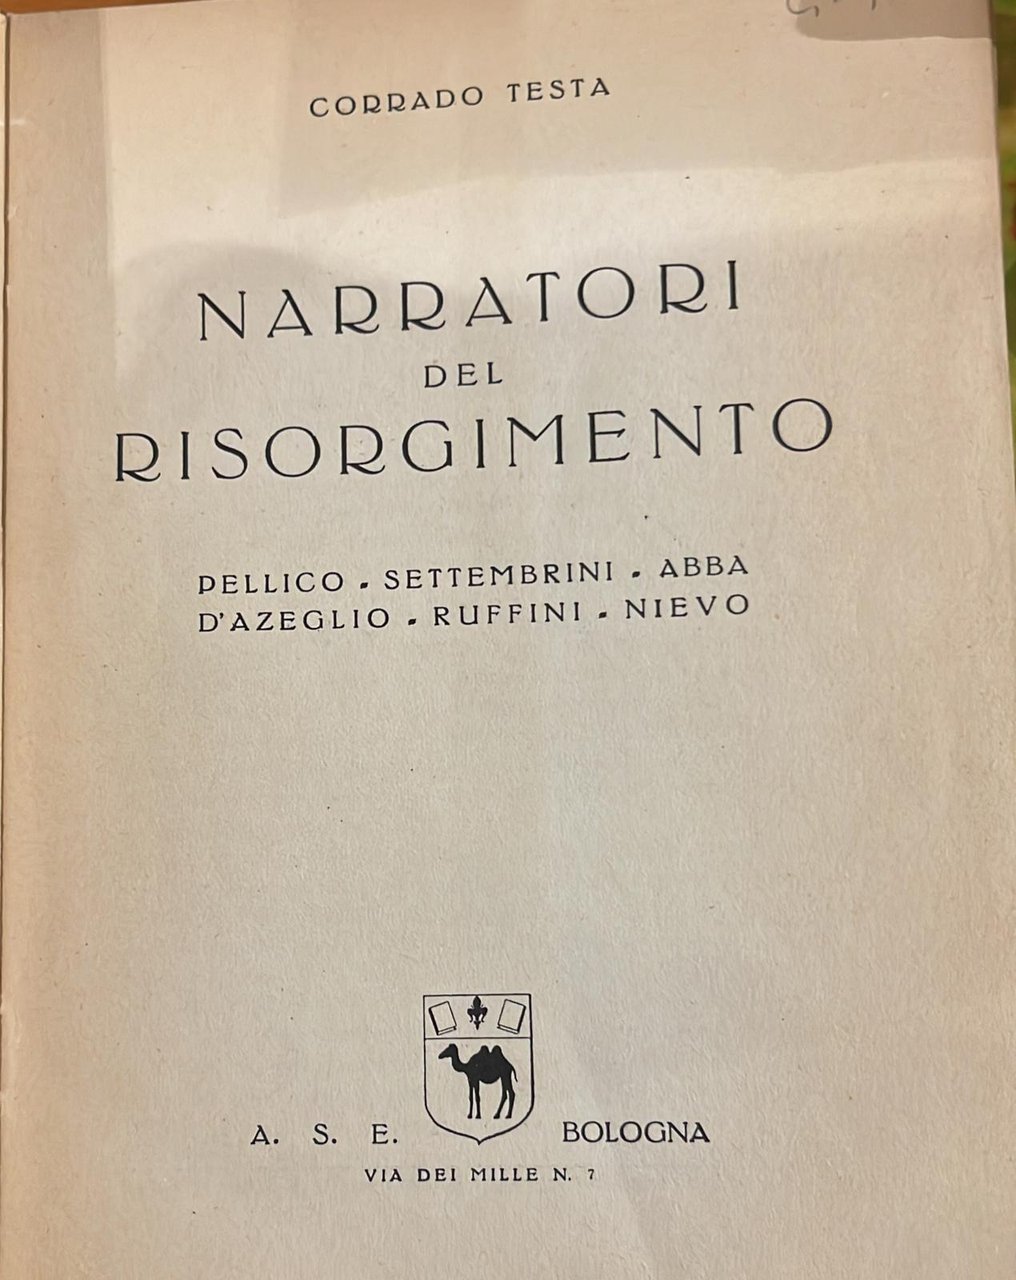 CORRADO TESTA
NARRATORI
DEL
RISORGIMENTO
PELLICO . SETTEMBRINI . ABBA
D'AZEGLIO . RUFFINI . NIEVO
A. S. E. BOLOGNA
VIA DEI MILLE N. 7